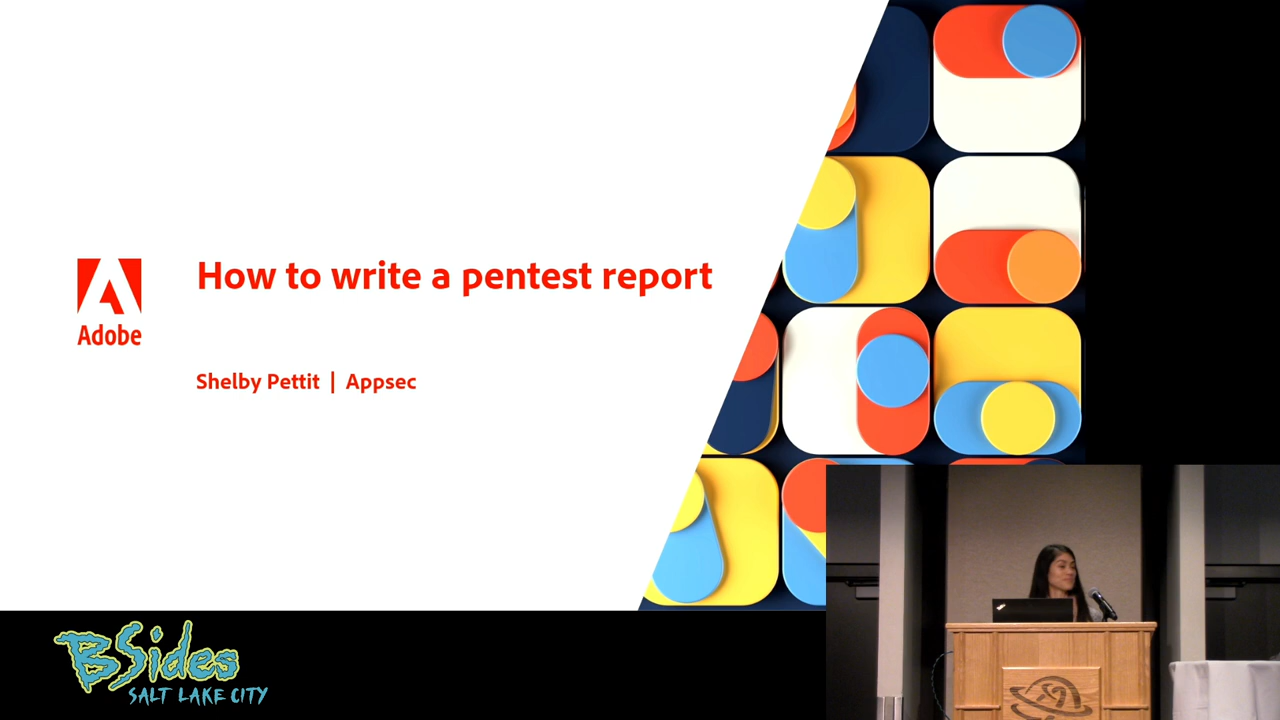 How to write a pentest report
Adobe
Shelby Pettit | Appsec
BSides
SALT LAKE CITY